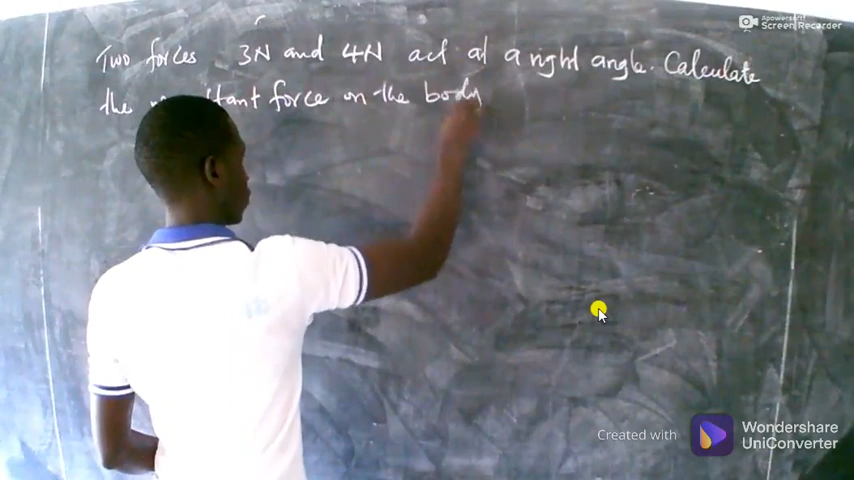 Two forces 3N and 4N act at a right angle. Calculate
the tant force on the body
Apowersoft
Screen Recorder
Created with
Wondershare
UniConverter